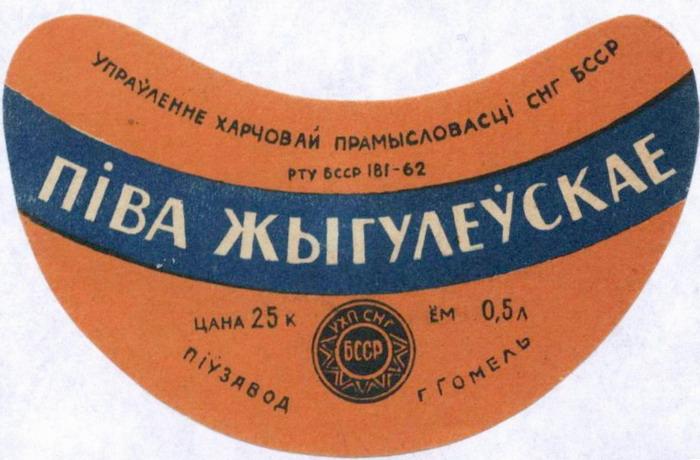 УПРАЎЛЕННЕ ХАРЧОВАЙ ПРАМЫСЛОВАСЦІ СНГ БССР
РТУ БССР 181-62
ПІВА ЖЫГУЛЕЎСКАЕ
ЦАНА 25 К
ЁМ 0,5Л
УХП СНГ
БССР
ПІЎЗАВОД
Г ГОМЕЛЬ